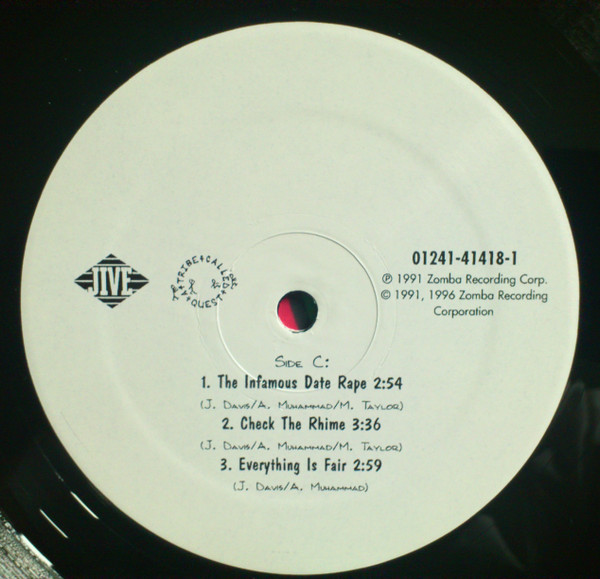 JIVE
A TRIBE CALLED QUEST
01241-41418-1
℗ 1991 Zomba Recording Corp.
© 1991, 1996 Zomba Recording
Corporation
SIDE C:
1. The Infamous Date Rape 2:54
(J. DAVIS/A. MUHAMMAD/M. TAYLOR)
2. Check The Rhime 3:36
(J. DAVIS/A. MUHAMMAD/M. TAYLOR)
3. Everything Is Fair 2:59
(J. DAVIS/A. MUHAMMAD)